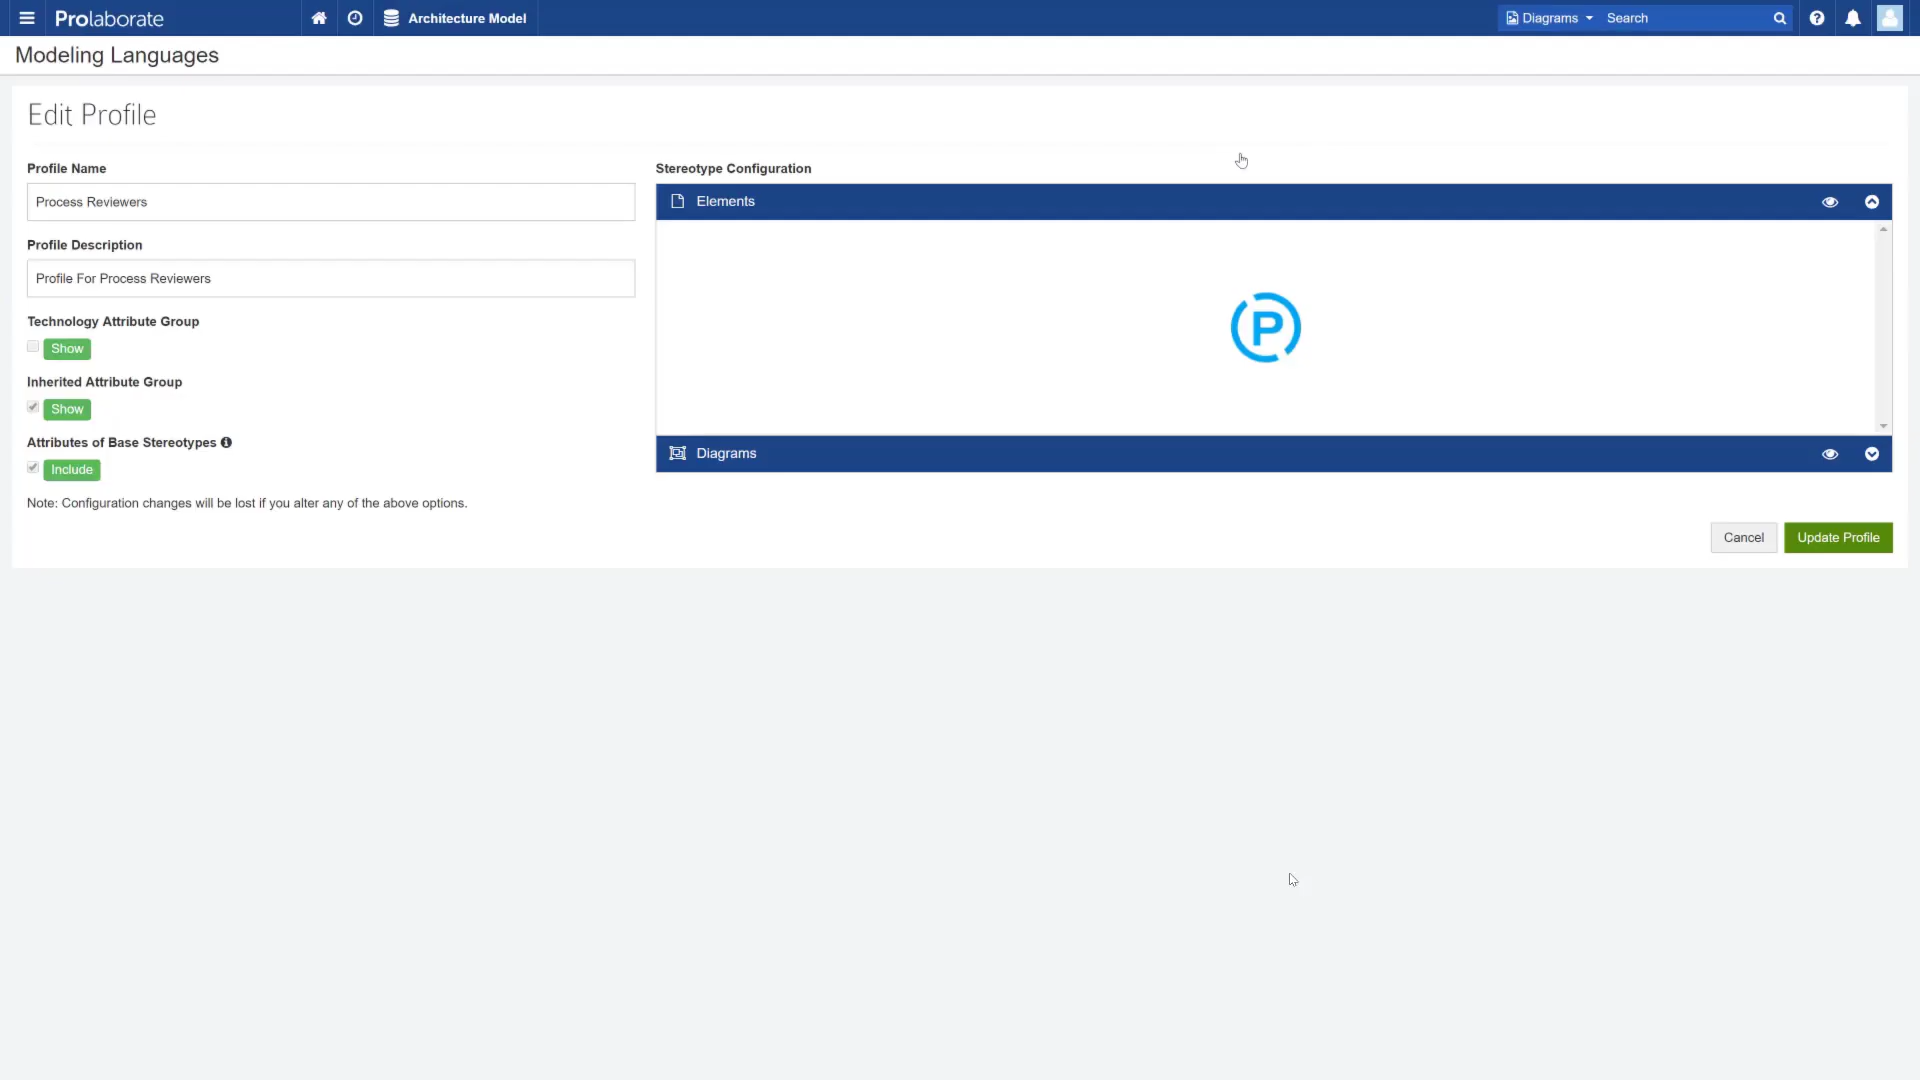 Prolaborate
Architecture Model
Diagrams
Search
Modeling Languages
Edit Profile
Profile Name
Process Reviewers
Profile Description
Profile For Process Reviewers
Technology Attribute Group
Show
Inherited Attribute Group
Show
Attributes of Base Stereotypes
Include
Note: Configuration changes will be lost if you alter any of the above options.
Stereotype Configuration
Elements
P
Diagrams
Cancel
Update Profile